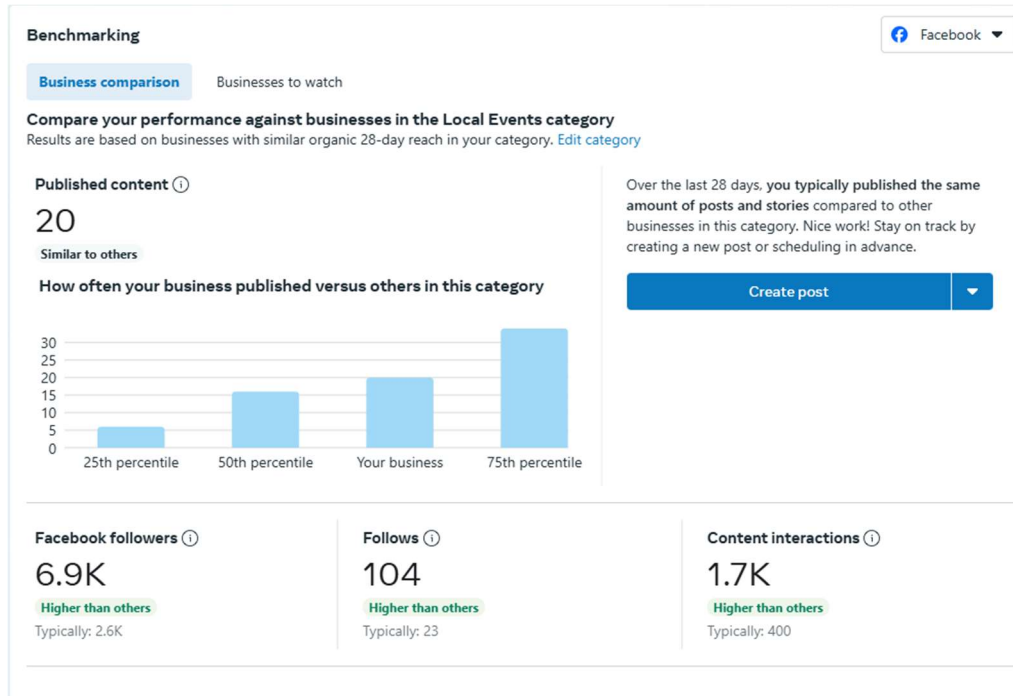 Benchmarking
Facebook
Business comparison
Businesses to watch
Compare your performance against businesses in the Local Events category
Results are based on businesses with similar organic 28-day reach in your category. Edit category
Published content
20
Similar to others
How often your business published versus others in this category
30
25
20
15
10
5
0
25th percentile
50th percentile
Your business
75th percentile
Over the last 28 days, you typically published the same
amount of posts and stories compared to other
businesses in this category. Nice work! Stay on track by
creating a new post or scheduling in advance.
Create post
Facebook followers
6.9K
Higher than others
Typically: 2.6K
Follows
104
Higher than others
Typically: 23
Content interactions
1.7K
Higher than others
Typically: 400